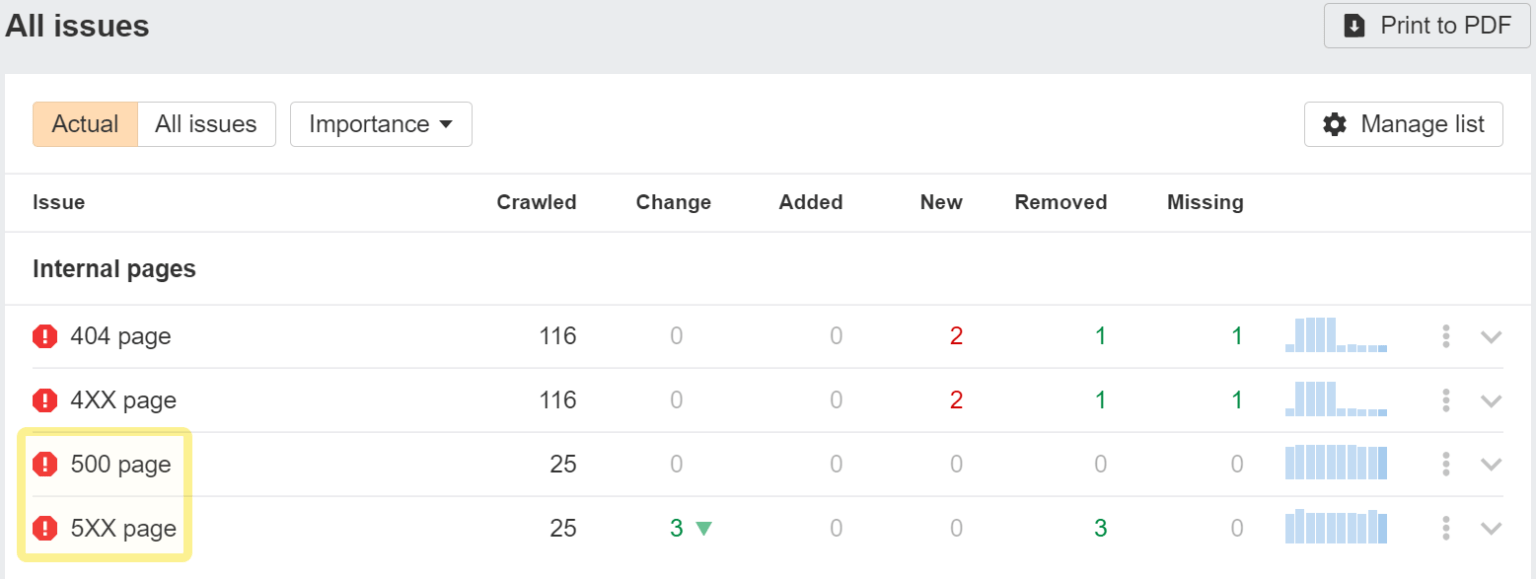 All issues
Print to PDF
Actual All issues Importance Manage list
Issue Crawled Change Added New Removed Missing
Internal pages
404 page 116 0 0 2 1 1
4XX page 116 0 0 2 1 1
500 page 25 0 0 0 0 0
5XX page 25 3 0 0 3 0